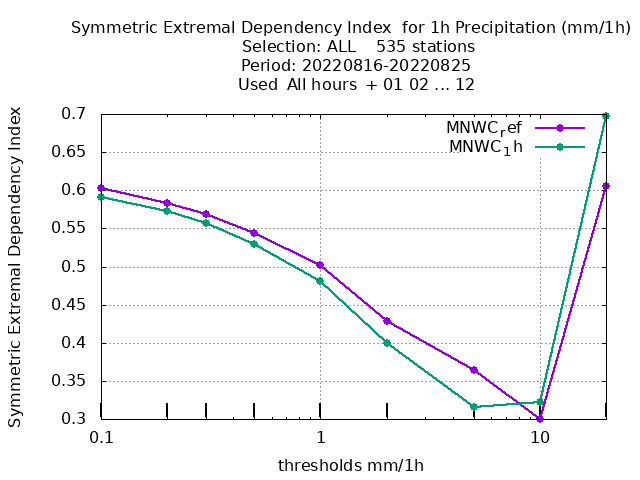 Symmetric Extremal Dependency Index  for 1h Precipitation (mm/1h)
Selection: ALL    535 stations
Period: 20220816-20220825
Used  All hours  + 01 02 ... 12
Symmetric Extremal Dependency Index
0.7
0.65
0.6
0.55
0.5
0.45
0.4
0.35
0.3
MNWC_ref
MNWC_1h
0.1 1 10
thresholds mm/1h